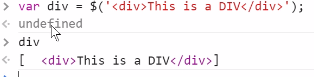 > var div = $('<div>This is a DIV</div>');
< undefined
> div
< [ <div>This is a DIV</div>]
>